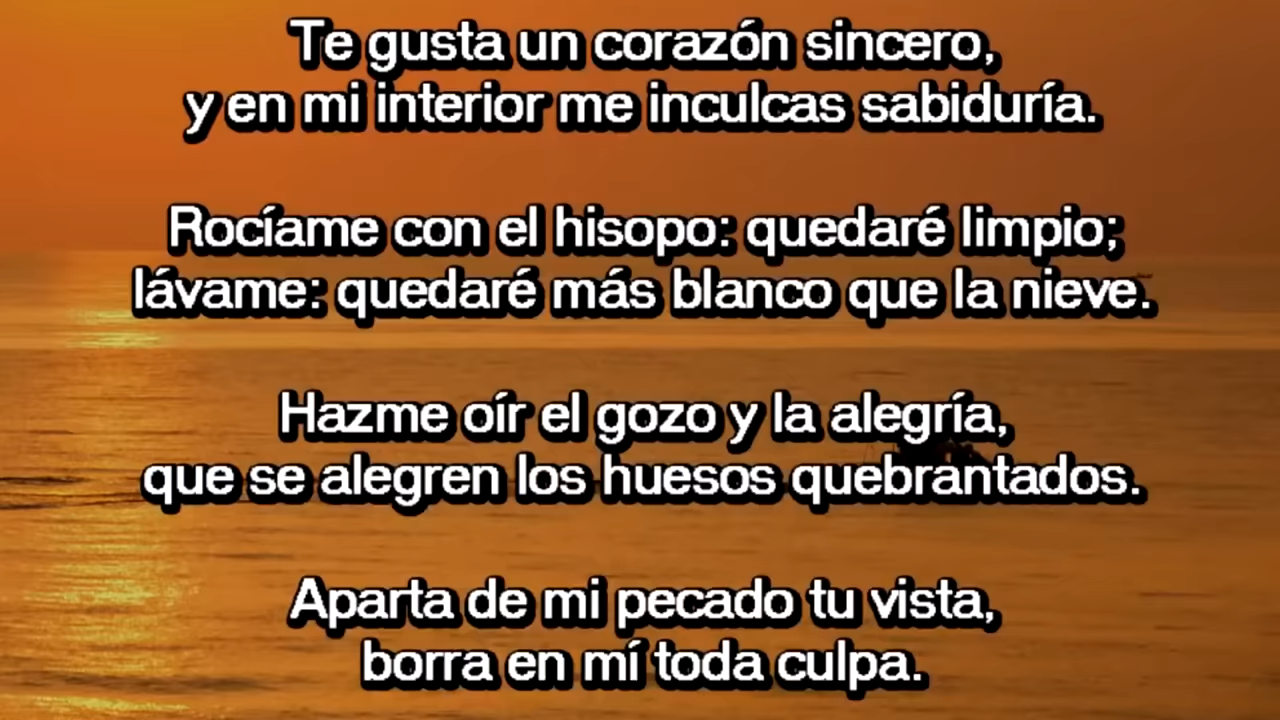 Te gusta un corazón sincero,
y en mi interior me inculcas sabiduría.
Rocíame con el hisopo: quedaré limpio;
lávame: quedaré más blanco que la nieve.
Hazme oír el gozo y la alegría,
que se alegren los huesos quebrantados.
Aparta de mi pecado tu vista,
borra en mí toda culpa.